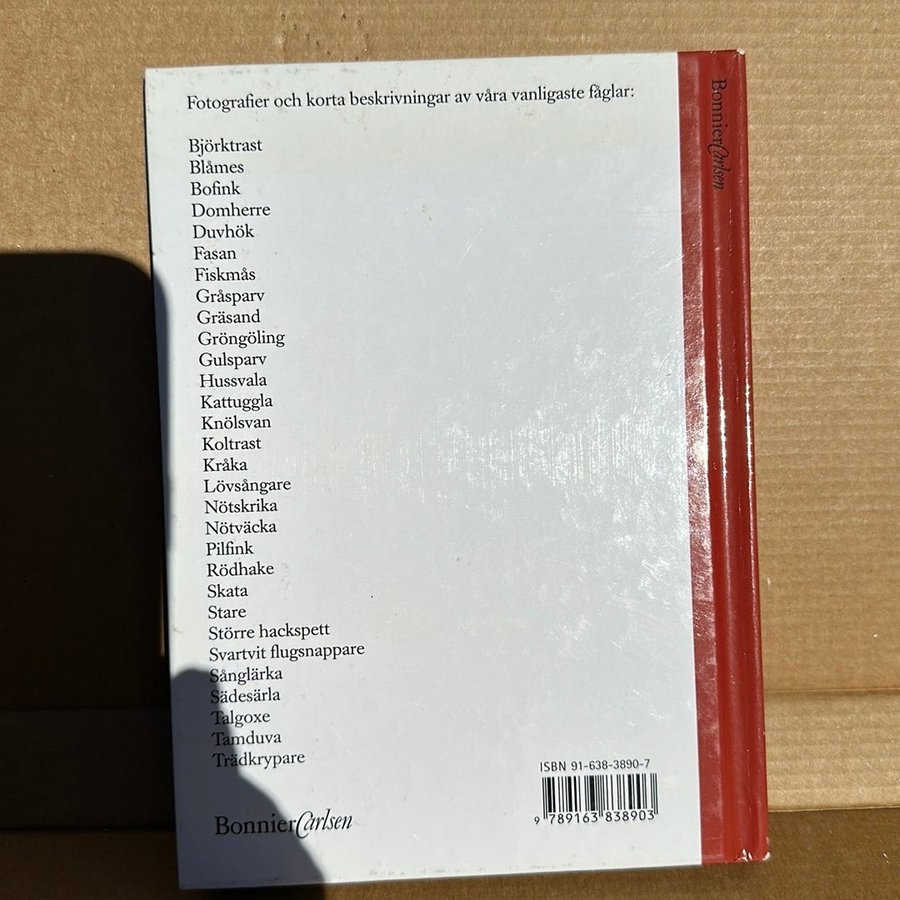 Fotografier och korta beskrivningar av våra vanligaste fåglar:
Björktrast
Blåmes
Bofink
Domherre
Duvhök
Fasan
Fiskmås
Gråsparv
Gräsand
Gröngöling
Gulsparv
Hussvala
Kattuggla
Knölsvan
Koltrast
Kråka
Lövsångare
Nötskrika
Nötväcka
Pilfink
Rödhake
Skata
Stare
Större hackspett
Svartvit flugsnappare
Sånglärka
Sädesärla
Talgoxe
Tamduva
Trädkrypare
BonnierCarlsen
ISBN 91-638-3890-7
9 789163 838903
BonnierCarlsen